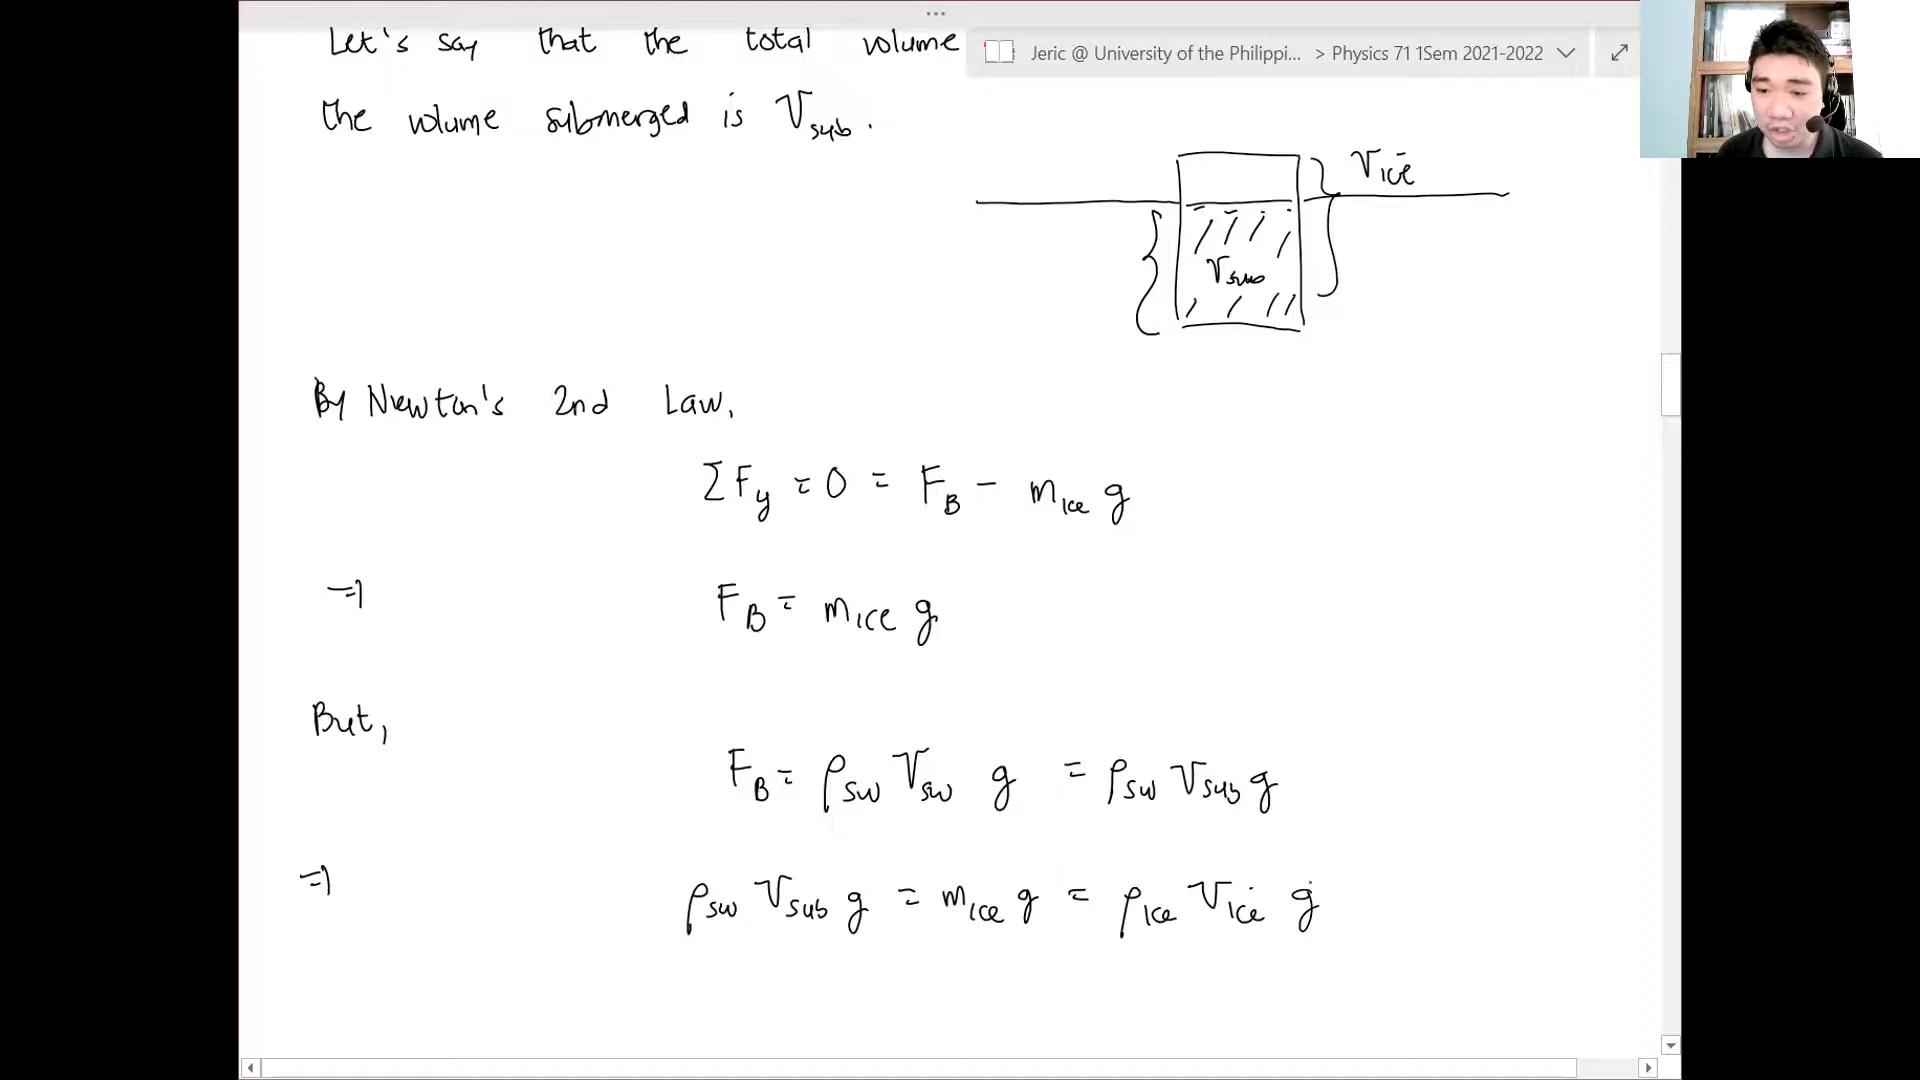 Let's say that the total volume
Jeric @ University of the Philippi... > Physics 71 1Sem 2021-2022
the volume submerged is V_sub.
V_ice
V_sub
By Newton's 2nd Law,
ΣF_y = 0 = F_B - m_ice g
⇒ F_B = m_ice g
But,
F_B = ρ_sw V_sw g = ρ_sw V_sub g
⇒ ρ_sw V_sub g = m_ice g = ρ_ice V_ice g